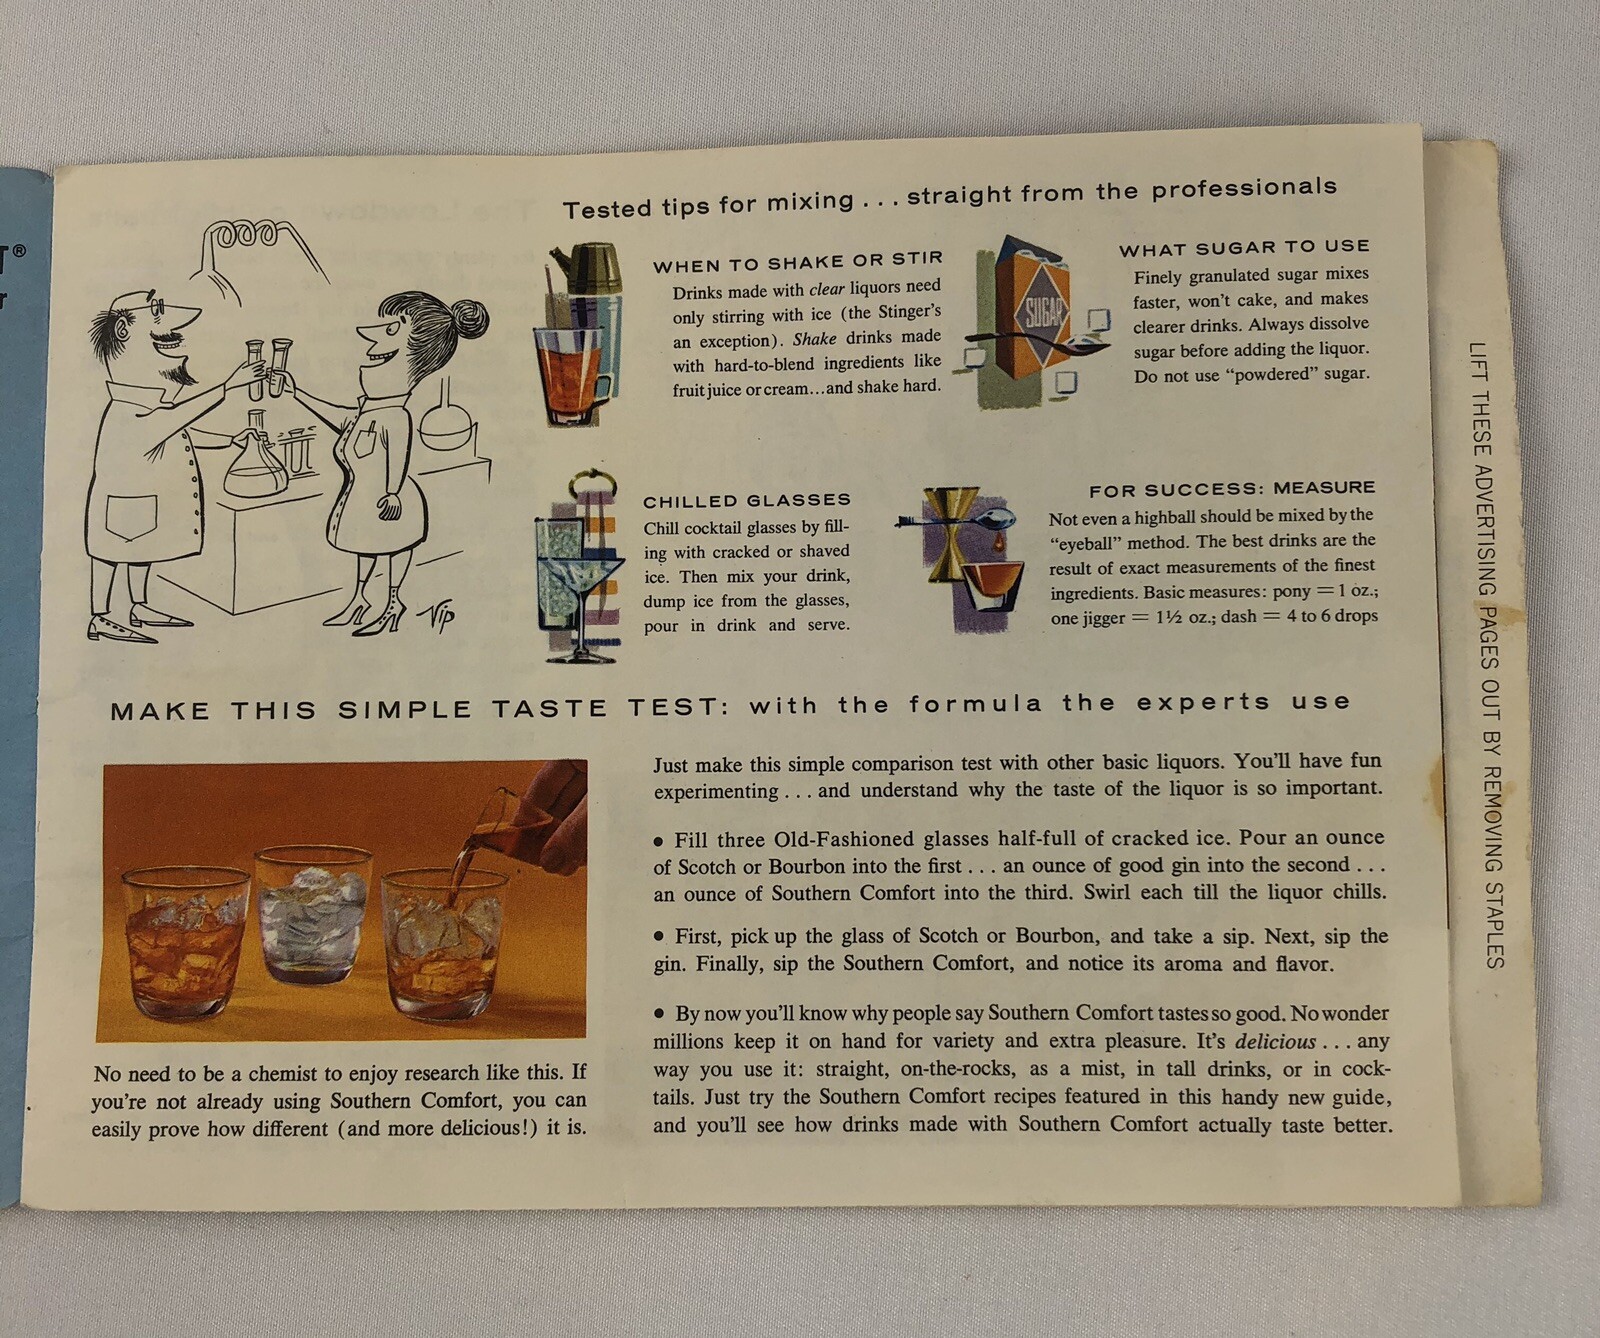 T®
r
Tested tips for mixing . . . straight from the professionals
WHEN TO SHAKE OR STIR
Drinks made with clear liquors need
only stirring with ice (the Stinger's
an exception). Shake drinks made
with hard-to-blend ingredients like
fruit juice or cream...and shake hard.
SUGAR
WHAT SUGAR TO USE
Finely granulated sugar mixes
faster, won't cake, and makes
clearer drinks. Always dissolve
sugar before adding the liquor.
Do not use “powdered” sugar.
Vip
CHILLED GLASSES
Chill cocktail glasses by fill-
ing with cracked or shaved
ice. Then mix your drink,
dump ice from the glasses,
pour in drink and serve.
FOR SUCCESS: MEASURE
Not even a highball should be mixed by the
“eyeball” method. The best drinks are the
result of exact measurements of the finest
ingredients. Basic measures: pony = 1 oz.;
one jigger = 1½ oz.; dash = 4 to 6 drops
MAKE THIS SIMPLE TASTE TEST: with the formula the experts use
No need to be a chemist to enjoy research like this. If
you're not already using Southern Comfort, you can
easily prove how different (and more delicious!) it is.
Just make this simple comparison test with other basic liquors. You'll have fun
experimenting . . . and understand why the taste of the liquor is so important.
• Fill three Old-Fashioned glasses half-full of cracked ice. Pour an ounce
of Scotch or Bourbon into the first . . . an ounce of good gin into the second . . .
an ounce of Southern Comfort into the third. Swirl each till the liquor chills.
• First, pick up the glass of Scotch or Bourbon, and take a sip. Next, sip the
gin. Finally, sip the Southern Comfort, and notice its aroma and flavor.
• By now you'll know why people say Southern Comfort tastes so good. No wonder
millions keep it on hand for variety and extra pleasure. It's delicious . . . any
way you use it: straight, on-the-rocks, as a mist, in tall drinks, or in cock-
tails. Just try the Southern Comfort recipes featured in this handy new guide,
and you'll see how drinks made with Southern Comfort actually taste better.
LIFT THESE ADVERTISING PAGES OUT BY REMOVING STAPLES